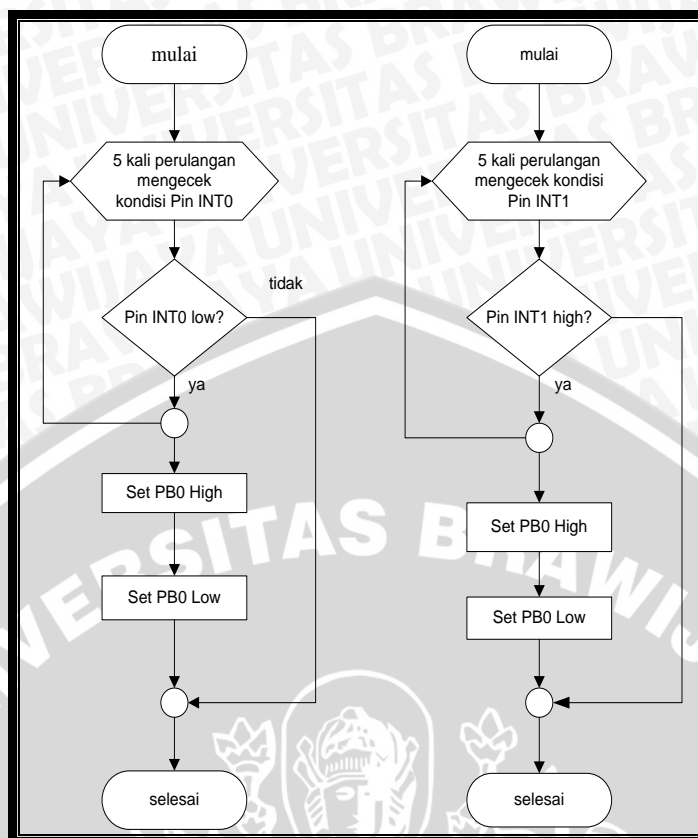 mulai
5 kali perulangan
mengecek kondisi
Pin INT0
Pin INT0 low?
tidak
ya
Set PB0 High
Set PB0 Low
selesai
mulai
5 kali perulangan
mengecek kondisi
Pin INT1
Pin INT1 high?
ya
Set PB0 High
Set PB0 Low
selesai